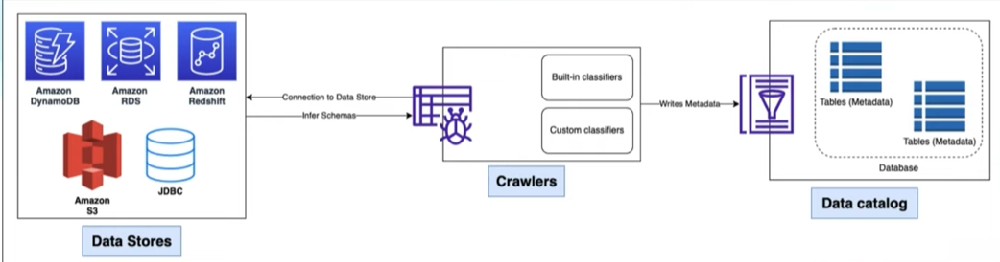 Amazon
DynamoDB
Amazon
RDS
Amazon
Redshift
Amazon
S3
JDBC
Data Stores
Connection to Data Store
Infer Schemas
Built-in classifiers
Custom classifiers
Crawlers
Writes Metadata
Tables (Metadata)
Tables (Metadata)
Database
Data catalog